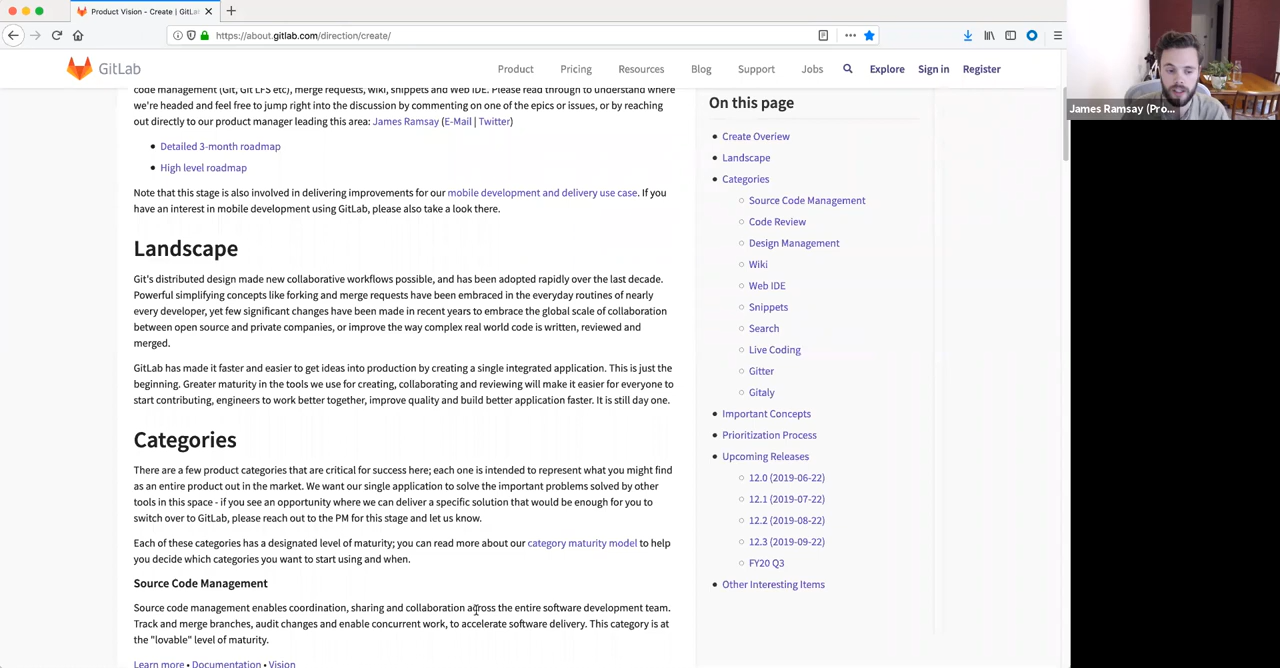 Product Vision - Create | GitLa
https://about.gitlab.com/direction/create/
GitLab
Product
Pricing
Resources
Blog
Support
Jobs
Explore
Sign in
Register
code management (Git, Git LFS etc), merge requests, wiki, snippets and Web IDE. Please read through to understand where
we're headed and feel free to jump right into the discussion by commenting on one of the epics or issues, or by reaching
out directly to our product manager leading this area: James Ramsay (E-Mail | Twitter)
Detailed 3-month roadmap
High level roadmap
Note that this stage is also involved in delivering improvements for our mobile development and delivery use case. If you
have an interest in mobile development using GitLab, please also take a look there.
Landscape
Git's distributed design made new collaborative workflows possible, and has been adopted rapidly over the last decade.
Powerful simplifying concepts like forking and merge requests have been embraced in the everyday routines of nearly
every developer, yet few significant changes have been made in recent years to embrace the global scale of collaboration
between open source and private companies, or improve the way complex real world code is written, reviewed and
merged.
GitLab has made it faster and easier to get ideas into production by creating a single integrated application. This is just the
beginning. Greater maturity in the tools we use for creating, collaborating and reviewing will make it easier for everyone to
start contributing, engineers to work better together, improve quality and build better application faster. It is still day one.
Categories
There are a few product categories that are critical for success here; each one is intended to represent what you might find
as an entire product out in the market. We want our single application to solve the important problems solved by other
tools in this space - if you see an opportunity where we can deliver a specific solution that would be enough for you to
switch over to GitLab, please reach out to the PM for this stage and let us know.
Each of these categories has a designated level of maturity; you can read more about our category maturity model to help
you decide which categories you want to start using and when.
Source Code Management
Source code management enables coordination, sharing and collaboration across the entire software development team.
Track and merge branches, audit changes and enable concurrent work, to accelerate software delivery. This category is at
the "lovable" level of maturity.
Learn more • Documentation • Vision
On this page
Create Overiew
Landscape
Categories
Source Code Management
Code Review
Design Management
Wiki
Web IDE
Snippets
Search
Live Coding
Gitter
Gitaly
Important Concepts
Prioritization Process
Upcoming Releases
12.0 (2019-06-22)
12.1 (2019-07-22)
12.2 (2019-08-22)
12.3 (2019-09-22)
FY20 Q3
Other Interesting Items
James Ramsay (Pro...